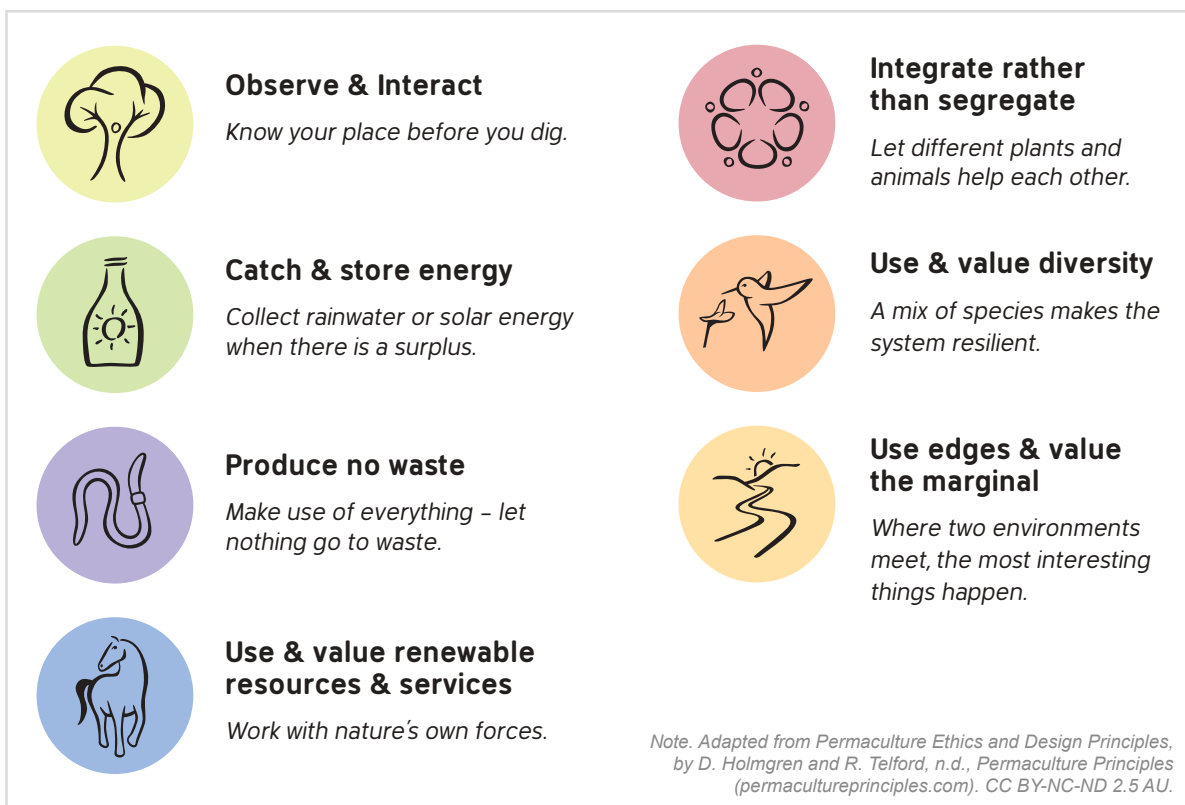 Observe & Interact
Know your place before you dig.
Catch & store energy
Collect rainwater or solar energy
when there is a surplus.
Produce no waste
Make use of everything – let
nothing go to waste.
Use & value renewable
resources & services
Work with nature's own forces.
Integrate rather
than segregate
Let different plants and
animals help each other.
Use & value diversity
A mix of species makes the
system resilient.
Use edges & value
the marginal
Where two environments
meet, the most interesting
things happen.
Note. Adapted from Permaculture Ethics and Design Principles,
by D. Holmgren and R. Telford, n.d., Permaculture Principles
(permacultureprinciples.com). CC BY-NC-ND 2.5 AU.